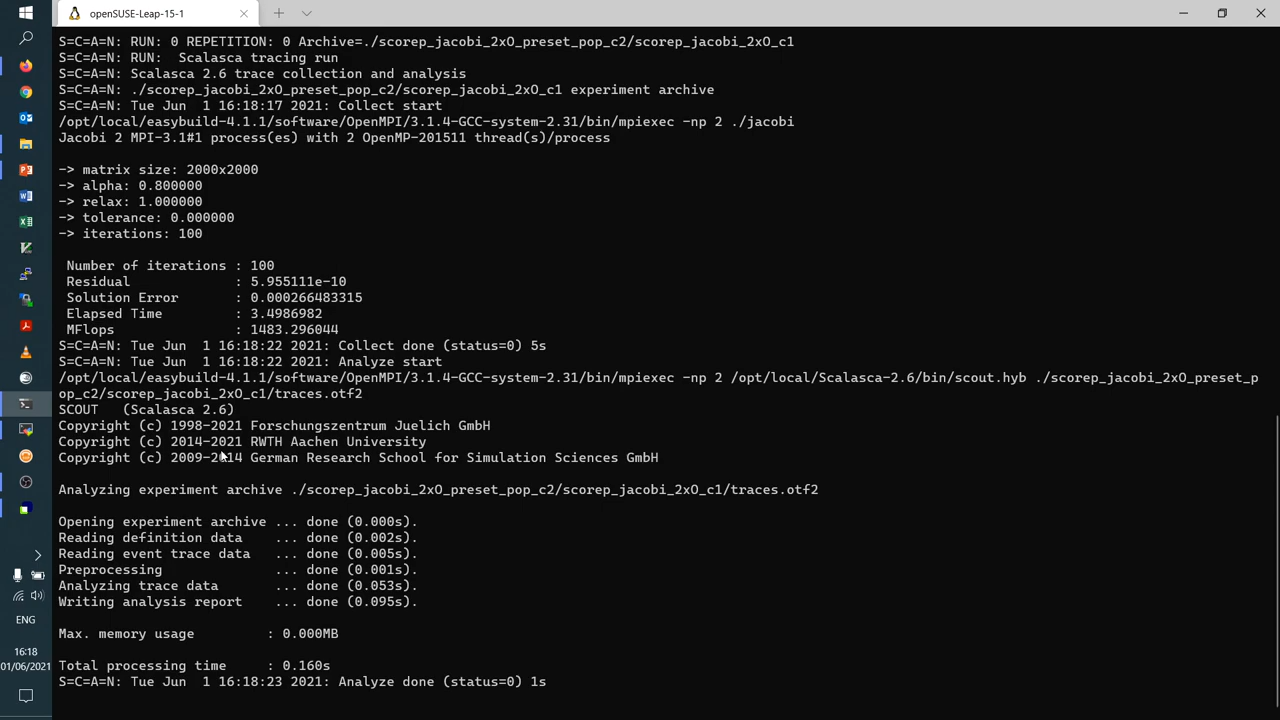 openSUSE-Leap-15-1
S=C=A=N: RUN: 0 REPETITION: 0 Archive=./scorep_jacobi_2xO_preset_pop_c2/scorep_jacobi_2xO_c1
S=C=A=N: RUN:  Scalasca tracing run
S=C=A=N: Scalasca 2.6 trace collection and analysis
S=C=A=N: ./scorep_jacobi_2xO_preset_pop_c2/scorep_jacobi_2xO_c1 experiment archive
S=C=A=N: Tue Jun  1 16:18:17 2021: Collect start
/opt/local/easybuild-4.1.1/software/OpenMPI/3.1.4-GCC-system-2.31/bin/mpiexec -np 2 ./jacobi
Jacobi 2 MPI-3.1#1 process(es) with 2 OpenMP-201511 thread(s)/process
-> matrix size: 2000x2000
-> alpha: 0.800000
-> relax: 1.000000
-> tolerance: 0.000000
-> iterations: 100
Number of iterations : 100
Residual             : 5.955111e-10
Solution Error       : 0.000266483315
Elapsed Time         : 3.4986982
MFlops               : 1483.296044
S=C=A=N: Tue Jun  1 16:18:22 2021: Collect done (status=0) 5s
S=C=A=N: Tue Jun  1 16:18:22 2021: Analyze start
/opt/local/easybuild-4.1.1/software/OpenMPI/3.1.4-GCC-system-2.31/bin/mpiexec -np 2 /opt/local/Scalasca-2.6/bin/scout.hyb ./scorep_jacobi_2xO_preset_p
op_c2/scorep_jacobi_2xO_c1/traces.otf2
SCOUT   (Scalasca 2.6)
Copyright (c) 1998-2021 Forschungszentrum Juelich GmbH
Copyright (c) 2014-2021 RWTH Aachen University
Copyright (c) 2009-2014 German Research School for Simulation Sciences GmbH
Analyzing experiment archive ./scorep_jacobi_2xO_preset_pop_c2/scorep_jacobi_2xO_c1/traces.otf2
Opening experiment archive ... done (0.000s).
Reading definition data    ... done (0.002s).
Reading event trace data   ... done (0.005s).
Preprocessing              ... done (0.001s).
Analyzing trace data       ... done (0.053s).
Writing analysis report    ... done (0.095s).
Max. memory usage         : 0.000MB
Total processing time     : 0.160s
S=C=A=N: Tue Jun  1 16:18:23 2021: Analyze done (status=0) 1s
ENG
16:18
01/06/2021